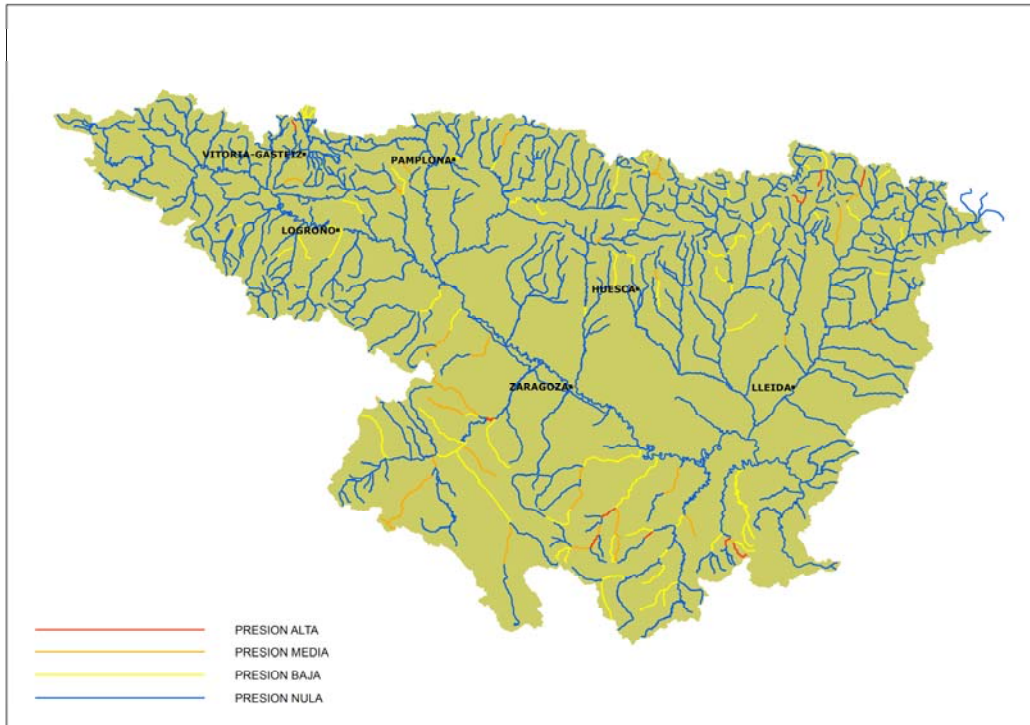 VITORIA-GASTEIZ
PAMPLONA
LOGROÑO
HUESCA
ZARAGOZA
LLEIDA
PRESION ALTA
PRESION MEDIA
PRESION BAJA
PRESION NULA